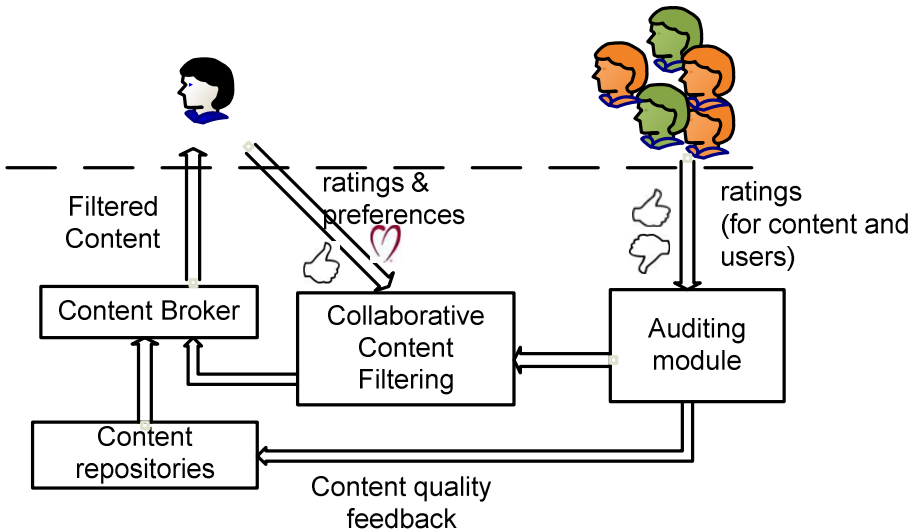 ratings &
preferences
ratings
(for content and
users)
Filtered
Content
Content Broker
Collaborative
Content
Filtering
Auditing
module
Content
repositories
Content quality
feedback